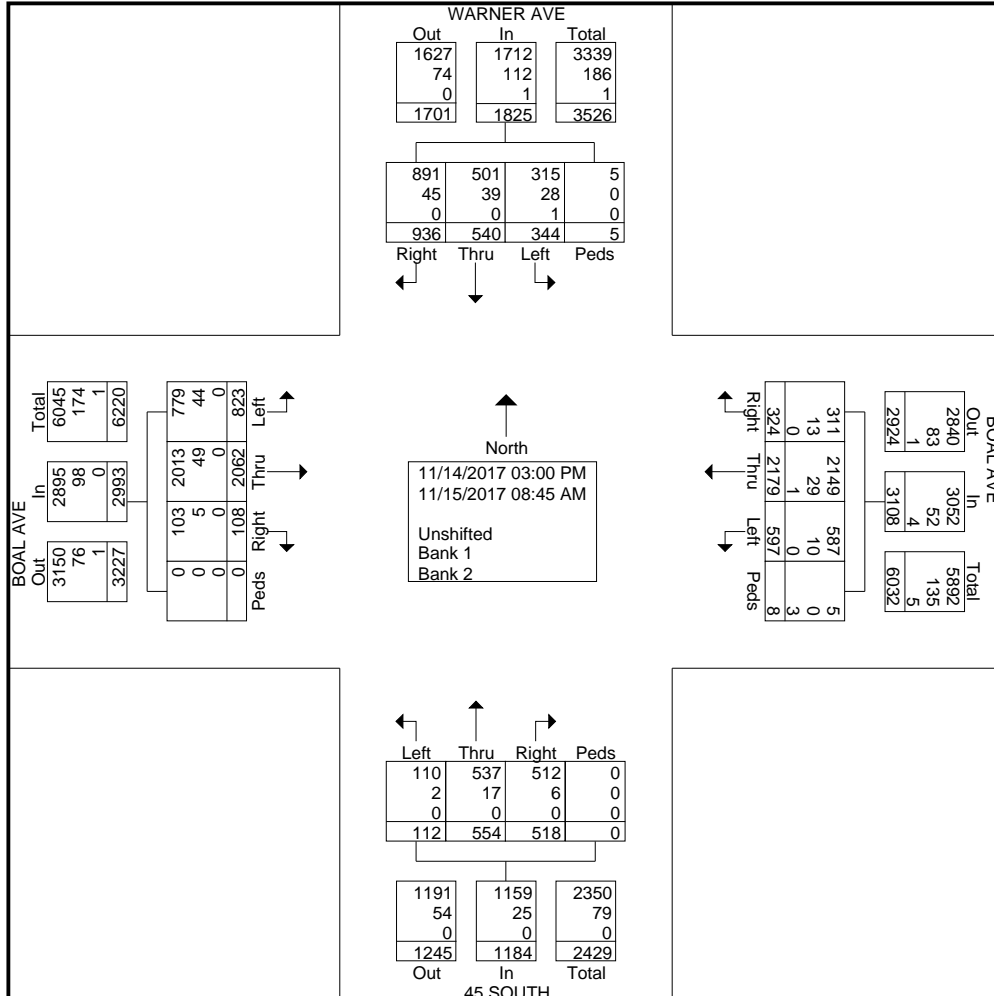 WARNER AVE
Out In Total
1627 1712 3339
74 112 186
0 1 1
1701 1825 3526
891 501 315 5
45 39 28 0
0 0 1 0
936 540 344 5
Right Thru Left Peds
BOAL AVE
Out In Total
3150 2895 6045
76 98 174
1 0 1
3227 2993 6220
Left Thru Right Peds
779 2013 103 0
44 49 5 0
0 0 0 0
823 2062 108 0
North
11/14/2017 03:00 PM
11/15/2017 08:45 AM
Unshifted
Bank 1
Bank 2
Right Thru Left Peds
311 2149 587 5
13 29 10 0
0 1 0 3
324 2179 597 8
BOAL AVE
Out In Total
2840 3052 5892
83 52 135
1 4 5
2924 3108 6032
Left Thru Right Peds
110 537 512 0
2 17 6 0
0 0 0 0
112 554 518 0
1191 1159 2350
54 25 79
0 0 0
1245 1184 2429
Out In Total
45 SOUTH